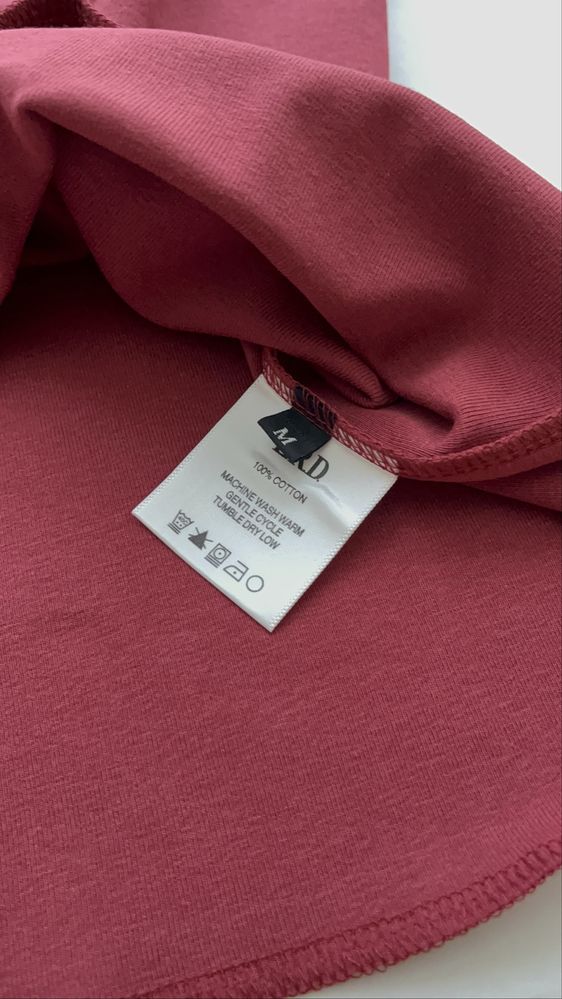 M
100% COTTON
MACHINE WASH WARM
GENTLE CYCLE
TUMBLE DRY LOW